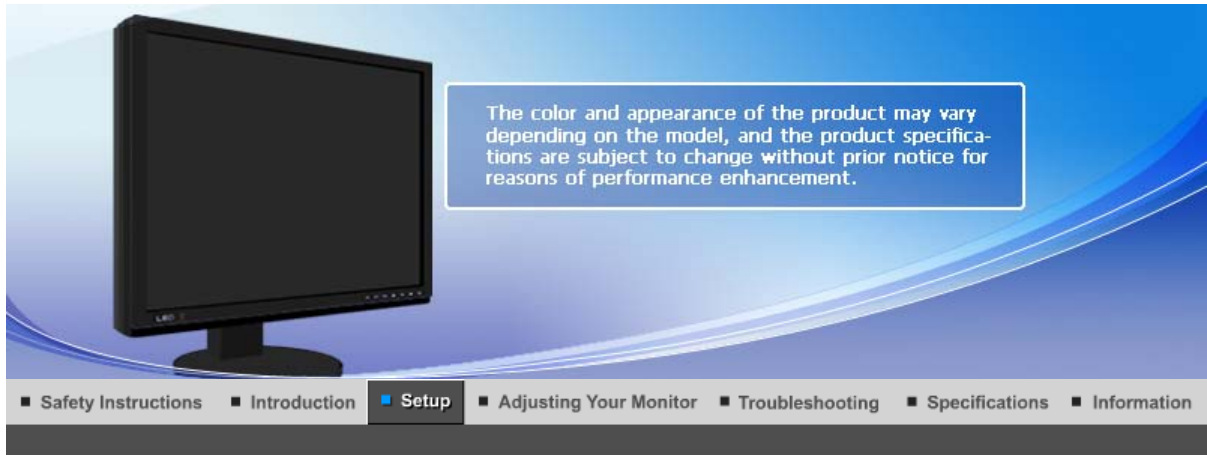 The color and appearance of the product may vary
depending on the model, and the product specifica-
tions are subject to change without prior notice for
reasons of performance enhancement.
LED
Safety Instructions
Introduction
Setup
Adjusting Your Monitor
Troubleshooting
Specifications
Information